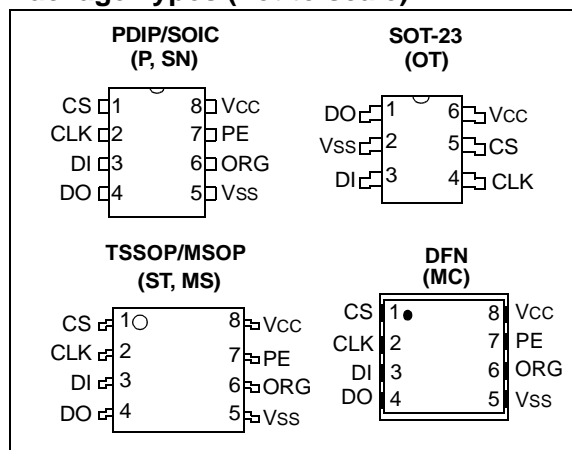 PDIP/SOIC
(P, SN)
CS 1 8 VCC
CLK 2 7 PE
DI 3 6 ORG
DO 4 5 VSS
SOT-23
(OT)
DO 1 6 VCC
VSS 2 5 CS
DI 3 4 CLK
TSSOP/MSOP
(ST, MS)
CS 1 8 VCC
CLK 2 7 PE
DI 3 6 ORG
DO 4 5 VSS
DFN
(MC)
CS 1 8 VCC
CLK 2 7 PE
DI 3 6 ORG
DO 4 5 VSS